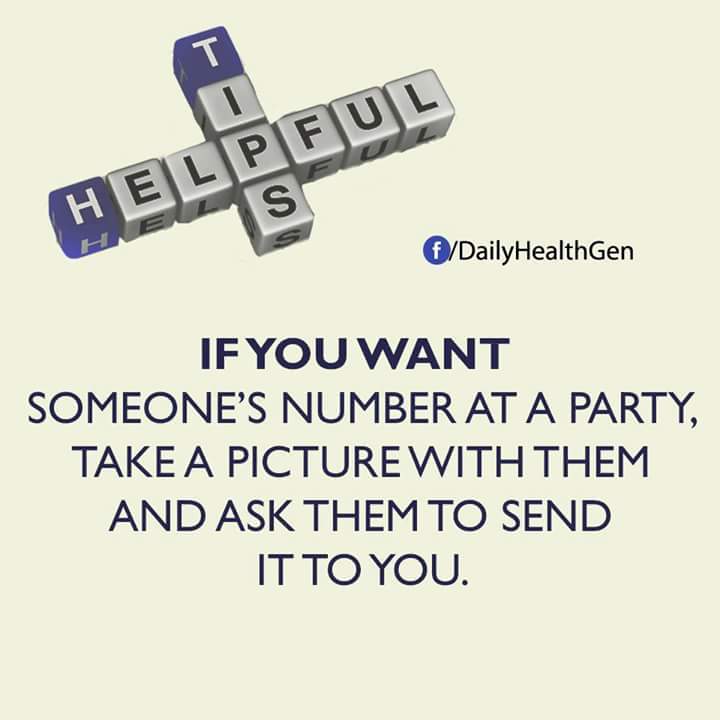 TIPS
HELPFUL
f/DailyHealthGen
IF YOU WANT
SOMEONE'S NUMBER AT A PARTY,
TAKE A PICTURE WITH THEM
AND ASK THEM TO SEND
IT TO YOU.